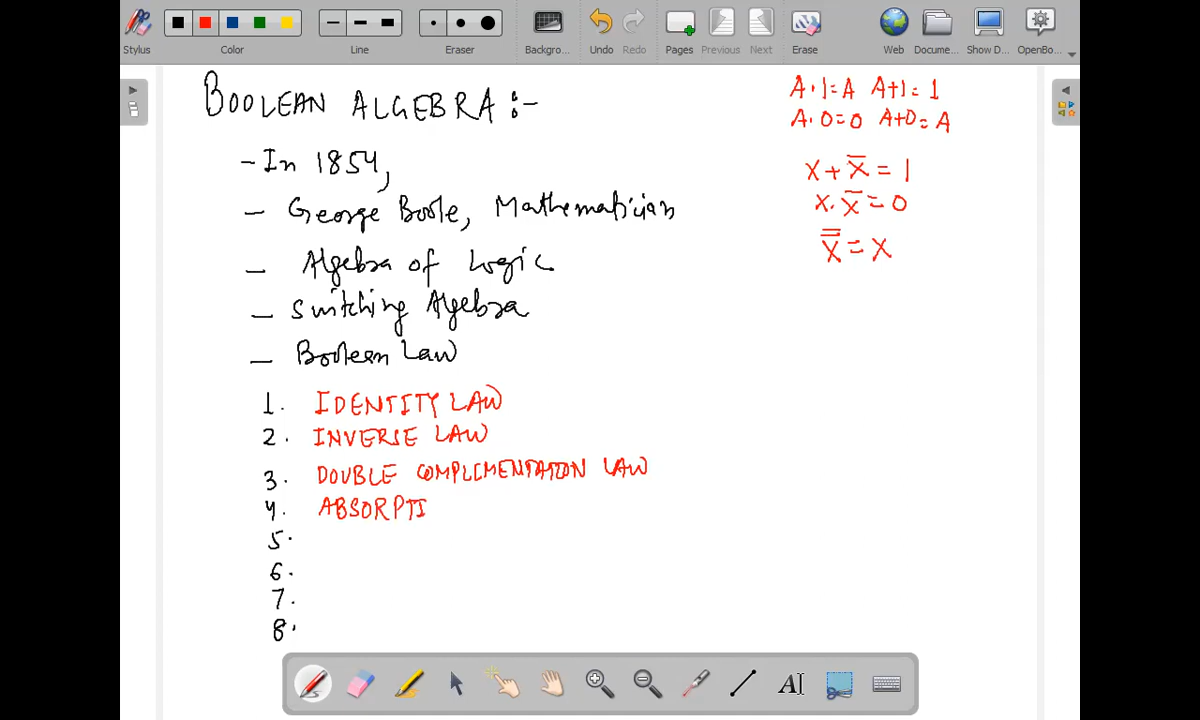 Stylus
Color
Line
Eraser
Backgro...
Undo
Redo
Pages
Previous
Next
Erase
Web
Docume...
Show D...
OpenBo...
BOOLEAN ALGEBRA :-
- In 1854,
- George Boole, Mathematician
- Algebra of Logic
- Switching Algebra
- Boolean Law
1. IDENTITY LAW
2. INVERSE LAW
3. DOUBLE COMPLIMENTATION LAW
4. ABSORPTI
5.
6.
7.
8.
A·1=A A+1=1
A·0=0 A+0=A
X + X̅ = 1
X. X̅ = 0
X̿ = X
AI